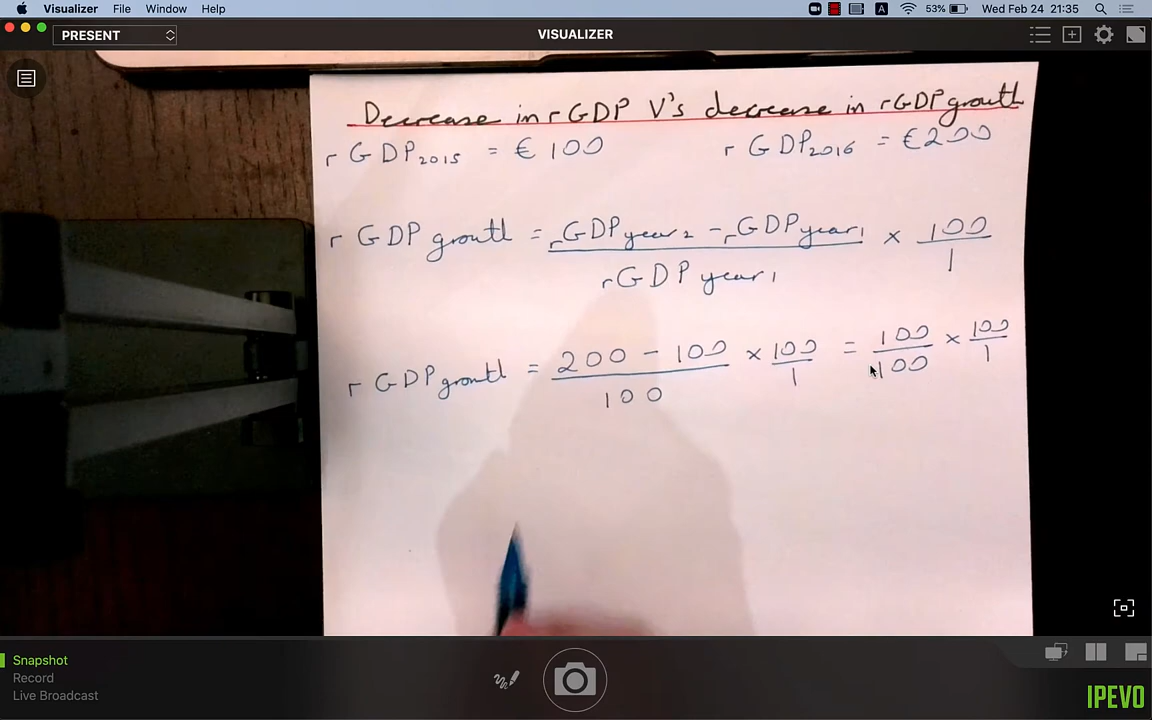 Visualizer File Window Help A 53% Wed Feb 24 21:35
PRESENT VISUALIZER
Decrease in rGDP V's decrease in rGDP growth
rGDP2015 = €100 rGDP2016 = €200
rGDP growth = rGDP year2 - rGDP year1 × 100
rGDP year1 1
rGDP growth = 200 - 100 × 100 = 100 × 100
100 1 100 1
Snapshot
Record
Live Broadcast
IPEVO